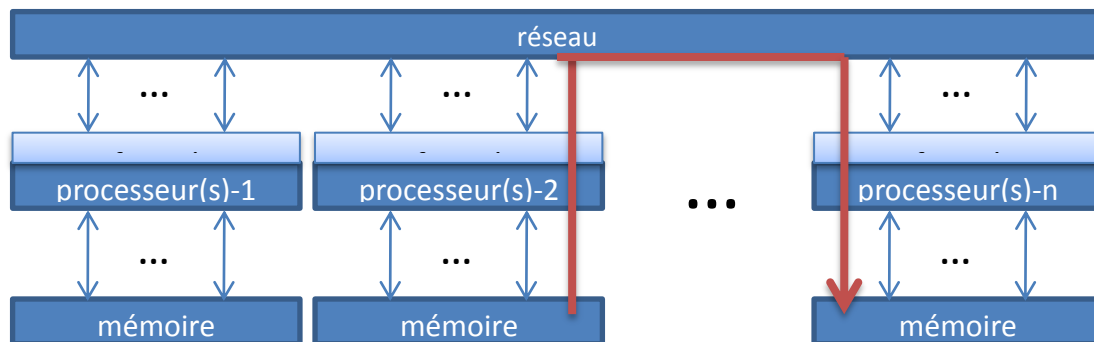 réseau
... ... ...
processeur(s)-1 processeur(s)-2 ... processeur(s)-n
... ... ...
mémoire mémoire mémoire